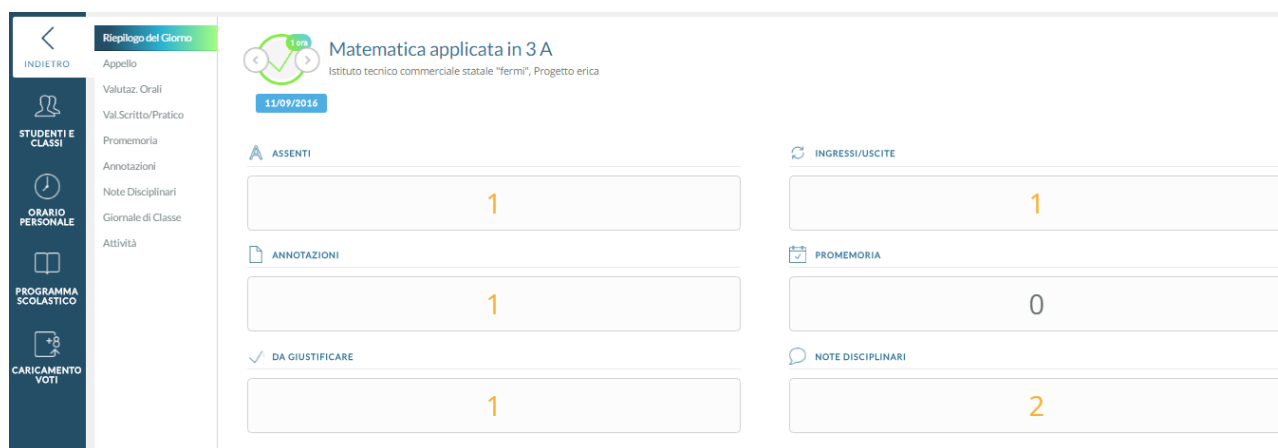 INDIETRO
STUDENTI E
CLASSI
ORARIO
PERSONALE
PROGRAMMA
SCOLASTICO
+8
CARICAMENTO
VOTI
Riepilogo del Giorno
Appello
Valutaz. Orali
Val.Scritto/Pratico
Promemoria
Annotazioni
Note Disciplinari
Giornale di Classe
Attività
1 ora
Matematica applicata in 3 A
Istituto tecnico commerciale statale "fermi", Progetto erica
11/09/2016
ASSENTI
1
INGRESSI/USCITE
1
ANNOTAZIONI
1
PROMEMORIA
0
DA GIUSTIFICARE
1
NOTE DISCIPLINARI
2